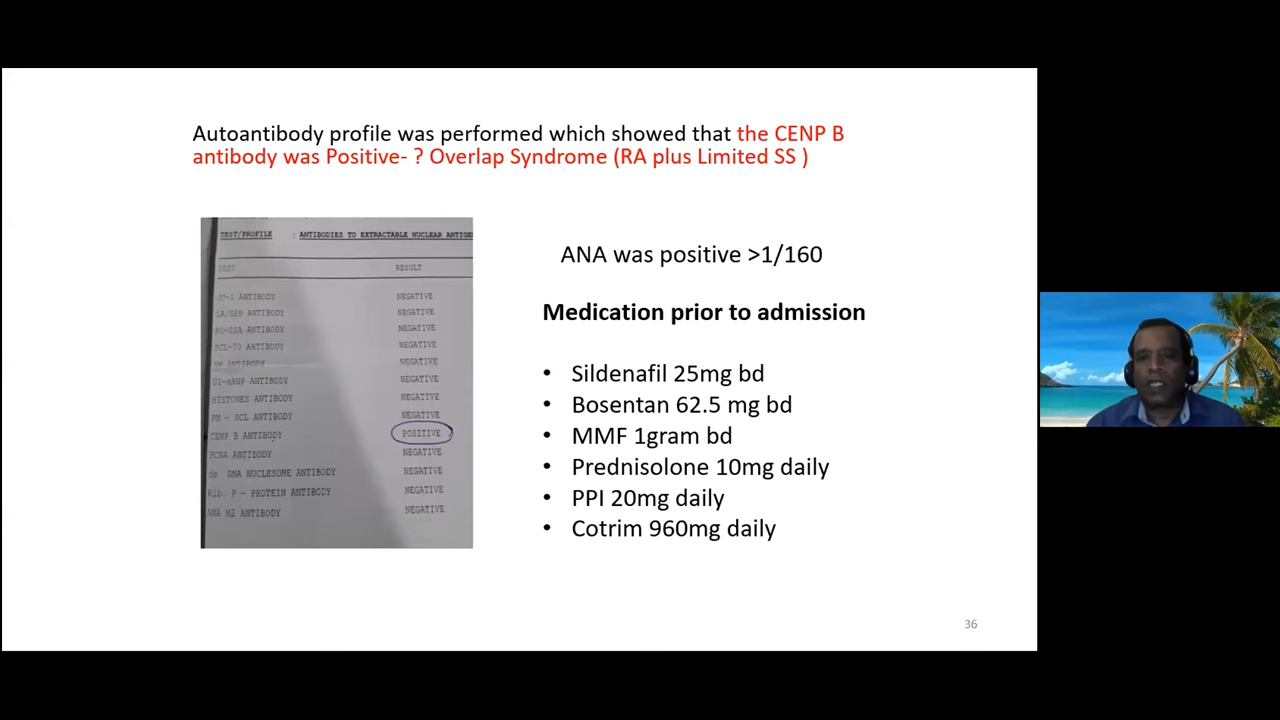 Autoantibody profile was performed which showed that the CENP B
antibody was Positive- ? Overlap Syndrome (RA plus Limited SS )
TEST/PROFILE : ANTIBODIES TO EXTRACTABLE NUCLEAR ANTIGE
TEST RESULT
JO-1 ANTIBODY NEGATIVE
LA/SSB ANTIBODY NEGATIVE
RO-SSA ANTIBODY NEGATIVE
SCL-70 ANTIBODY NEGATIVE
SM ANTIBODY NEGATIVE
U1-snRNP ANTIBODY NEGATIVE
HISTONES ANTIBODY NEGATIVE
PM - SCL ANTIBODY NEGATIVE
CENP B ANTIBODY POSITIVE
PCNA ANTIBODY NEGATIVE
ds DNA NUCLESOME ANTIBODY NEGATIVE
Rib. P - PROTEIN ANTIBODY NEGATIVE
AMA M2 ANTIBODY NEGATIVE
ANA was positive >1/160
Medication prior to admission
• Sildenafil 25mg bd
• Bosentan 62.5 mg bd
• MMF 1gram bd
• Prednisolone 10mg daily
• PPI 20mg daily
• Cotrim 960mg daily
36